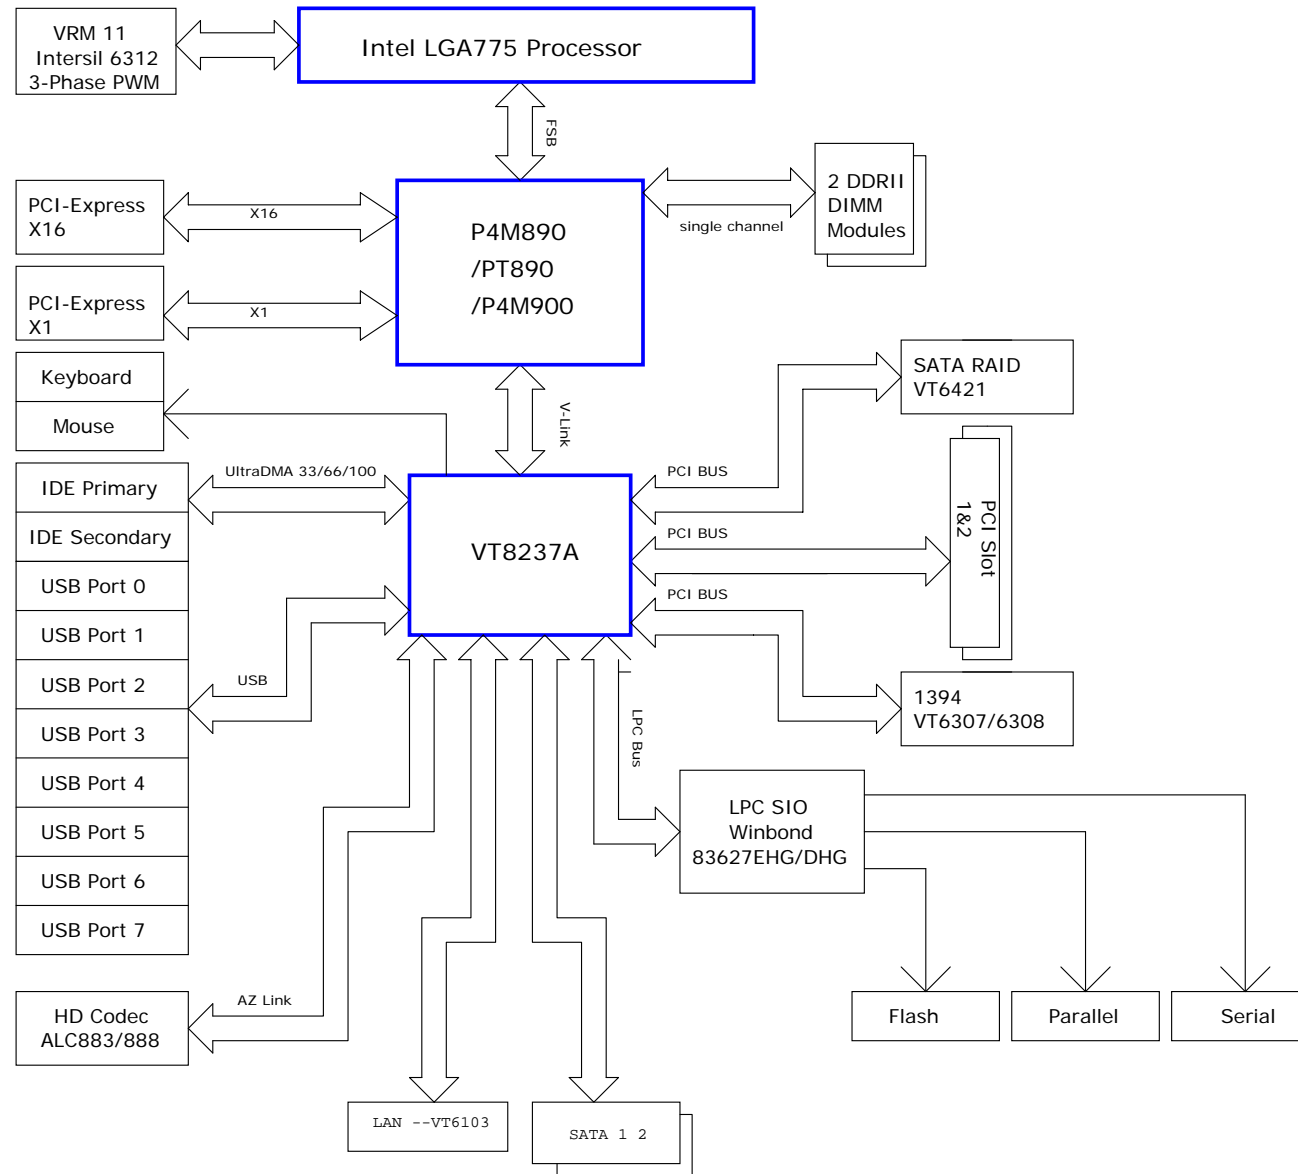 VRM 11
Intersil 6312
3-Phase PWM
Intel LGA775 Processor
FSB
PCI-Express
X16
X16
P4M890
/PT890
/P4M900
single channel
2 DDRII
DIMM
Modules
PCI-Express
X1
X1
Keyboard
Mouse
V-Link
SATA RAID
VT6421
PCI BUS
UltraDMA 33/66/100
IDE Primary
IDE Secondary
VT8237A
PCI BUS
PCI Slot
1&2
PCI BUS
USB Port 0
USB Port 1
USB Port 2
USB Port 3
USB Port 4
USB Port 5
USB Port 6
USB Port 7
USB
LPC Bus
1394
VT6307/6308
LPC SIO
Winbond
83627EHG/DHG
HD Codec
ALC883/888
AZ Link
Flash
Parallel
Serial
LAN --VT6103
SATA 1 2